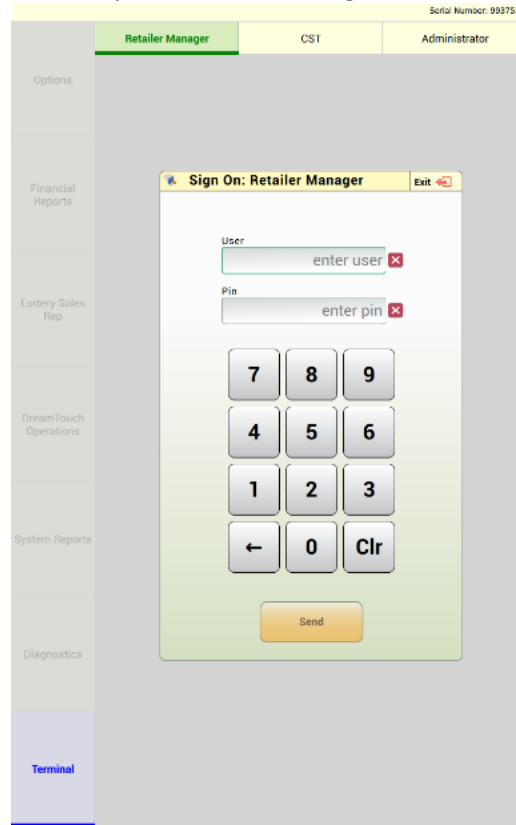 Serial Number: 99375
Retailer Manager
CST
Administrator
Options
Financial
Reports
Lottery Sales
Rep
DreamTouch
Operations
System Reports
Diagnostics
Terminal
Sign On: Retailer Manager
Exit
User
enter user
Pin
enter pin
7 8 9
4 5 6
1 2 3
← 0 Clr
Send